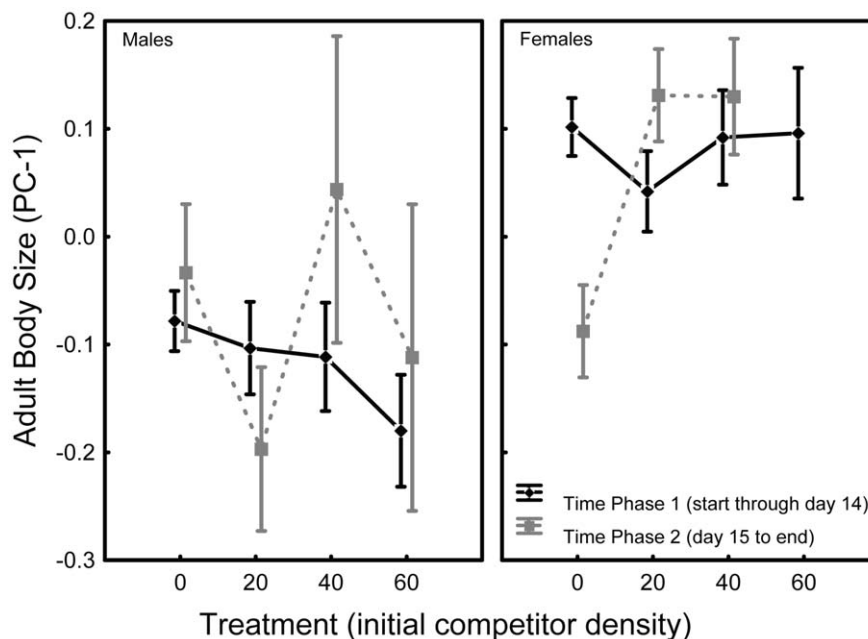 Adult Body Size (PC-1)
0.2
0.1
0.0
-0.1
-0.2
-0.3
Males
Females
Time Phase 1 (start through day 14)
Time Phase 2 (day 15 to end)
0 20 40 60
0 20 40 60
Treatment (initial competitor density)